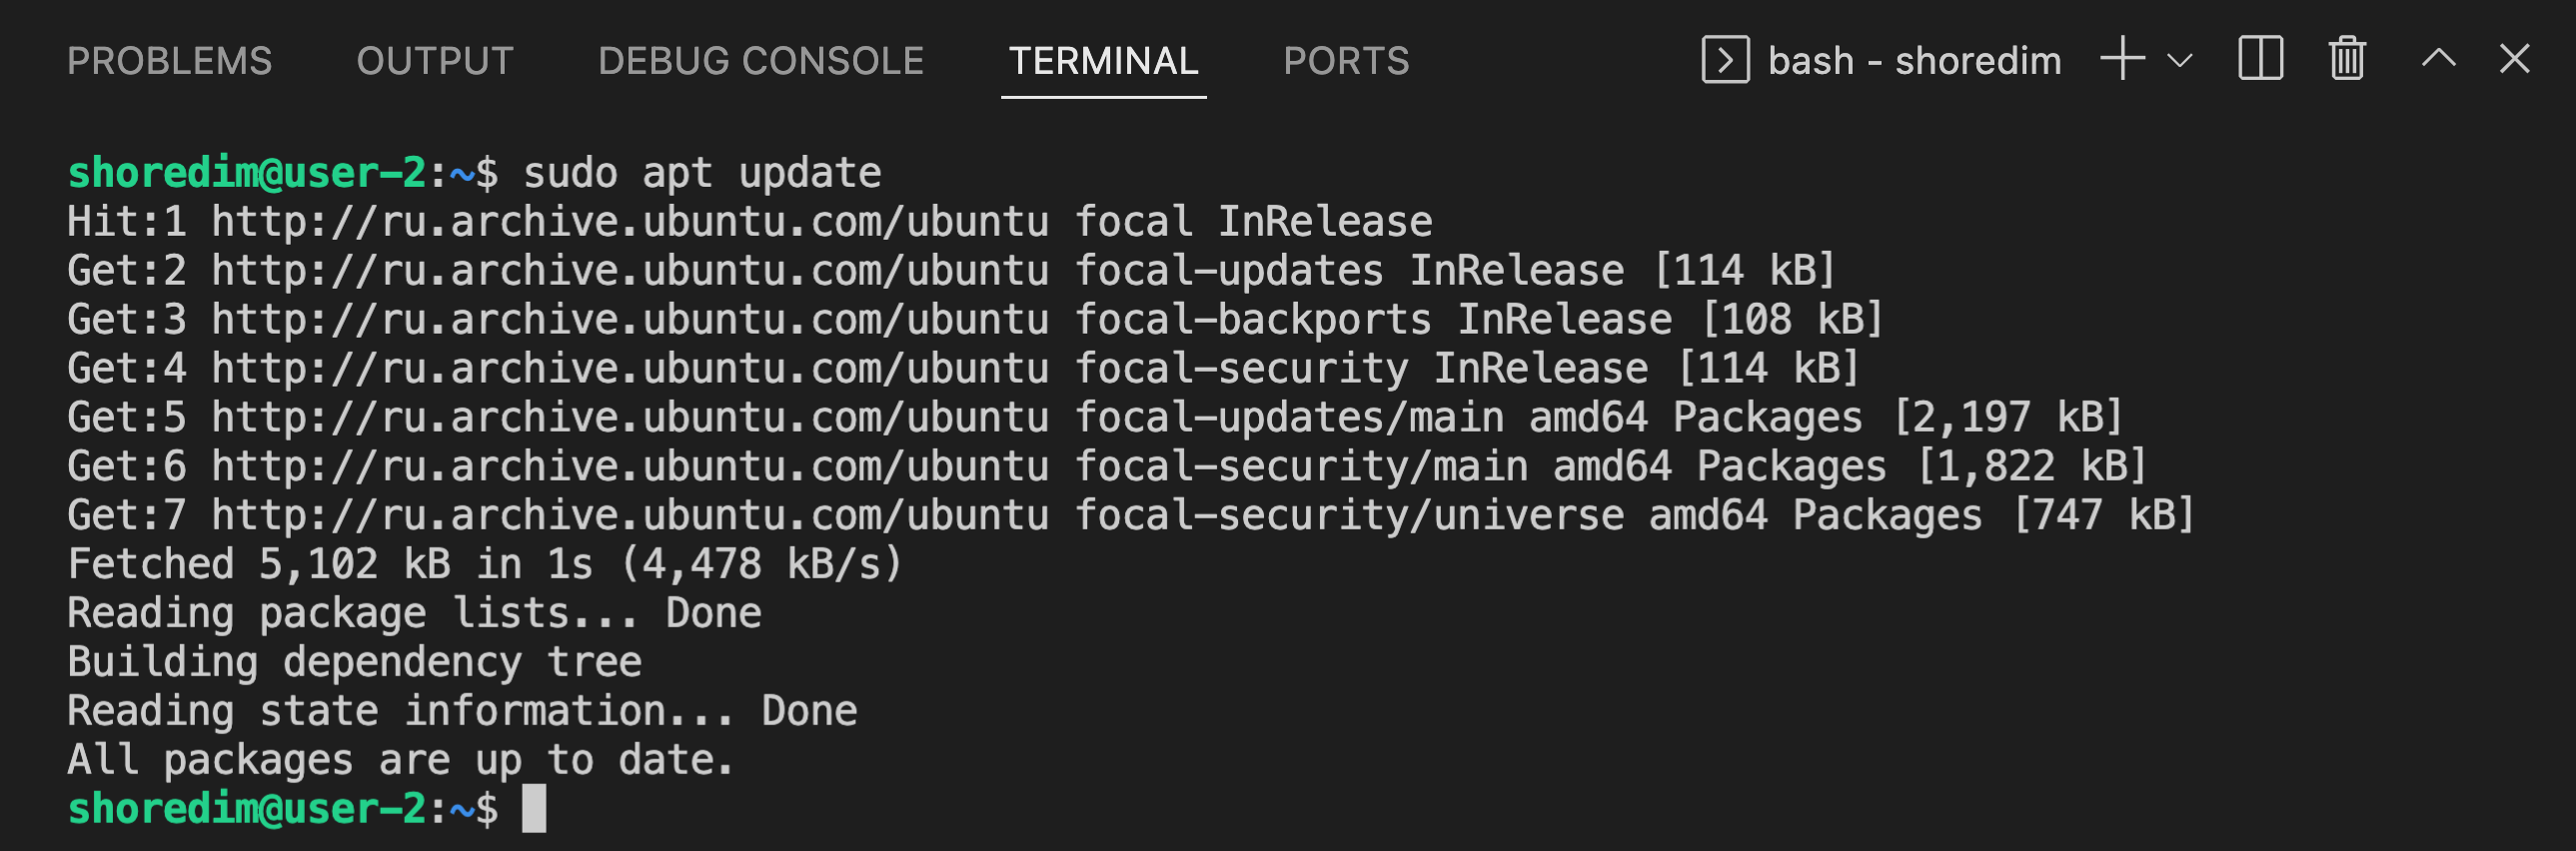 PROBLEMS OUTPUT DEBUG CONSOLE TERMINAL PORTS bash - shoredim
shoredim@user-2:~$ sudo apt update
Hit:1 http://ru.archive.ubuntu.com/ubuntu focal InRelease
Get:2 http://ru.archive.ubuntu.com/ubuntu focal-updates InRelease [114 kB]
Get:3 http://ru.archive.ubuntu.com/ubuntu focal-backports InRelease [108 kB]
Get:4 http://ru.archive.ubuntu.com/ubuntu focal-security InRelease [114 kB]
Get:5 http://ru.archive.ubuntu.com/ubuntu focal-updates/main amd64 Packages [2,197 kB]
Get:6 http://ru.archive.ubuntu.com/ubuntu focal-security/main amd64 Packages [1,822 kB]
Get:7 http://ru.archive.ubuntu.com/ubuntu focal-security/universe amd64 Packages [747 kB]
Fetched 5,102 kB in 1s (4,478 kB/s)
Reading package lists... Done
Building dependency tree
Reading state information... Done
All packages are up to date.
shoredim@user-2:~$